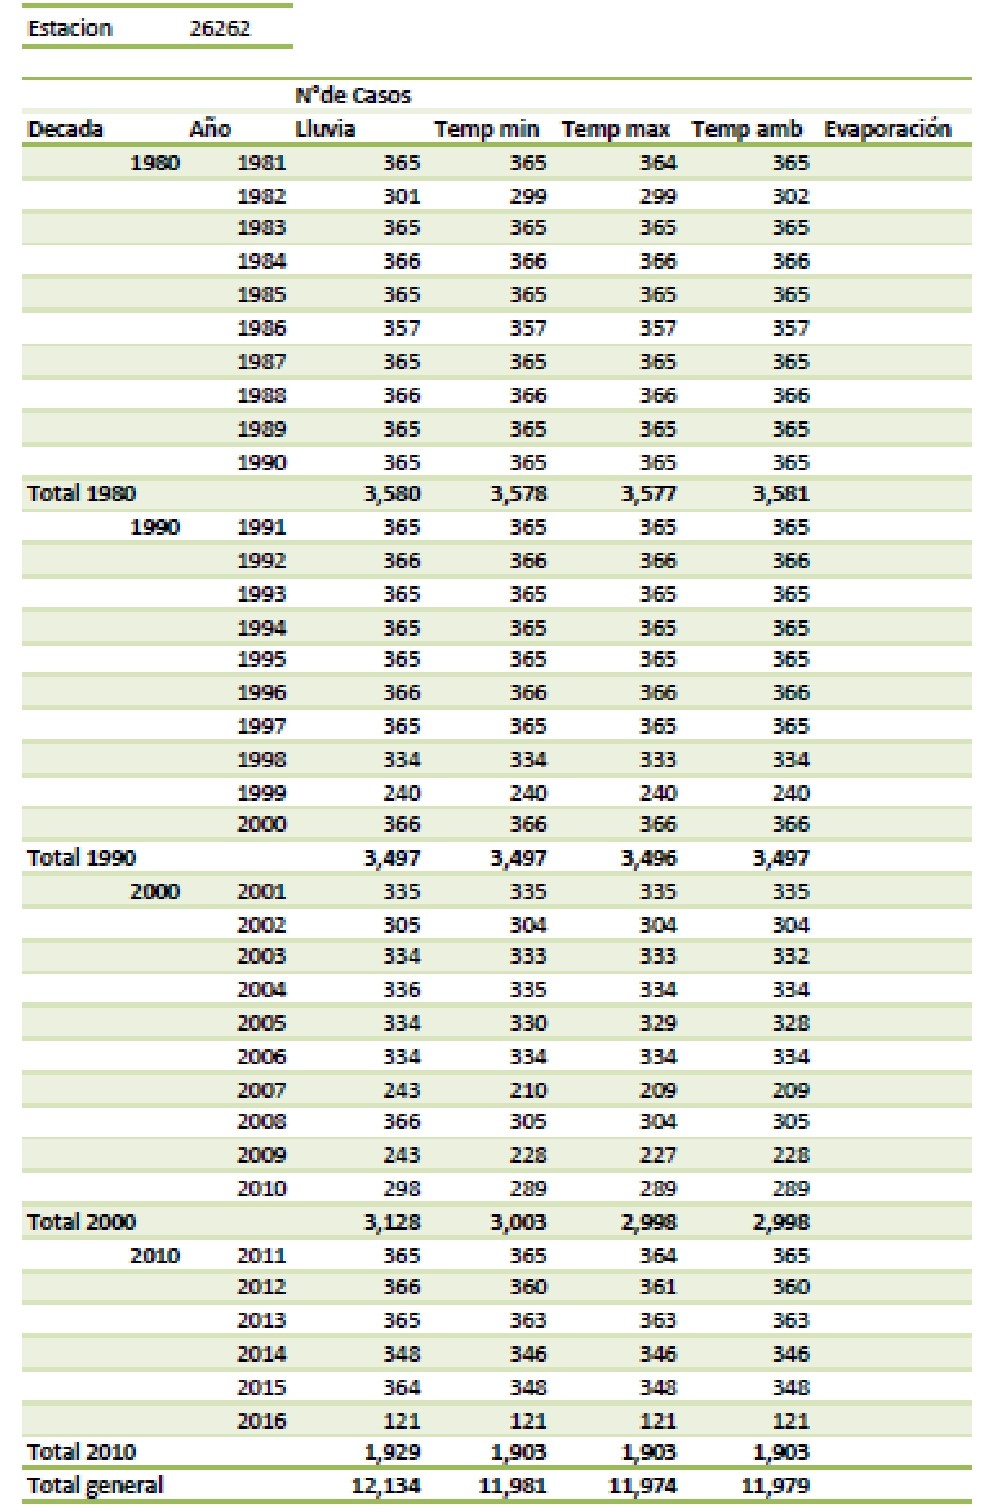 Estacion 26262
N°de Casos
Decada Año Lluvia Temp min Temp max Temp amb Evaporación
1980 1981 365 365 364 365
1982 301 299 299 302
1983 365 365 365 365
1984 366 366 366 366
1985 365 365 365 365
1986 357 357 357 357
1987 365 365 365 365
1988 366 366 366 366
1989 365 365 365 365
1990 365 365 365 365
Total 1980 3,580 3,578 3,577 3,581
1990 1991 365 365 365 365
1992 366 366 366 366
1993 365 365 365 365
1994 365 365 365 365
1995 365 365 365 365
1996 366 366 366 366
1997 365 365 365 365
1998 334 334 333 334
1999 240 240 240 240
2000 366 366 366 366
Total 1990 3,497 3,497 3,496 3,497
2000 2001 335 335 335 335
2002 305 304 304 304
2003 334 333 333 332
2004 336 335 334 334
2005 334 330 329 328
2006 334 334 334 334
2007 243 210 209 209
2008 366 305 304 305
2009 243 228 227 228
2010 298 289 289 289
Total 2000 3,128 3,003 2,998 2,998
2010 2011 365 365 364 365
2012 366 360 361 360
2013 365 363 363 363
2014 348 346 346 346
2015 364 348 348 348
2016 121 121 121 121
Total 2010 1,929 1,903 1,903 1,903
Total general 12,134 11,981 11,974 11,979